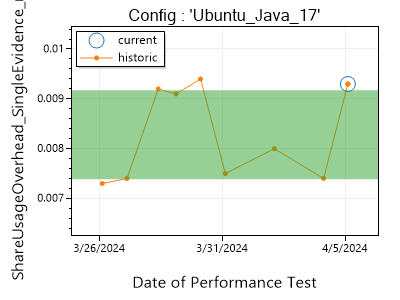 Config : 'Ubuntu_Java_17'
ShareUsageOverhead_SingleEvidence_
current
historic
0.01
0.009
0.008
0.007
3/26/2024
3/31/2024
4/5/2024
Date of Performance Test